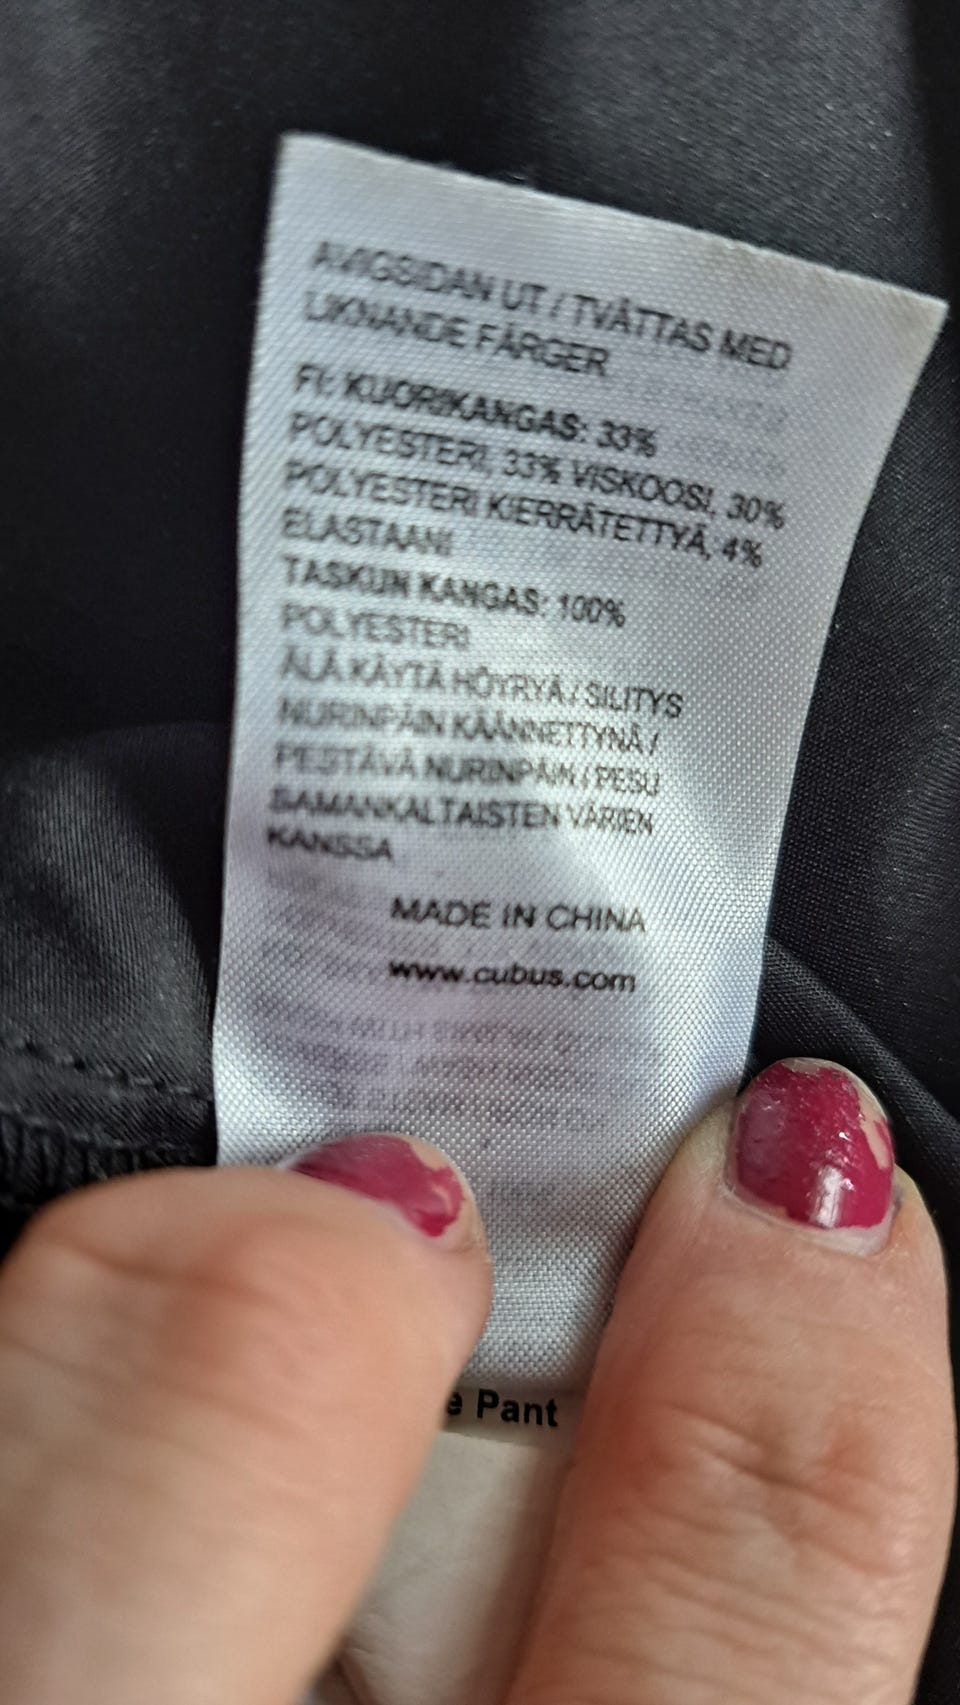 AVIGSIDAN UT / TVÄTTAS MED
LIKNANDE FÄRGER
FI: KUORIKANGAS: 33%
POLYESTERI, 33% VISKOOSI, 30%
POLYESTERI KIERRÄTETTYÄ, 4%
ELASTAANI
TASKUN KANGAS: 100%
POLYESTERI
ÄLÄ KÄYTÄ HÖYRYÄ / SILITYS
NURINPÄIN KÄÄNNETTYNÄ /
PESTÄVÄ NURINPÄIN / PESU
SAMANKALTAISTEN VÄRIEN
KANSSA
MADE IN CHINA
www.cubus.com
e Pant